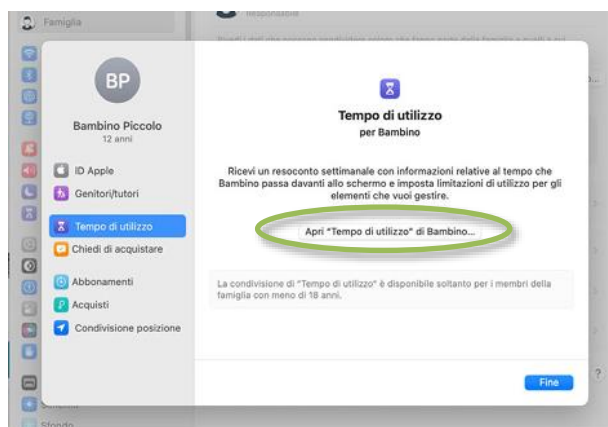 Famiglia
Responsabili
BP
Bambino Piccolo
12 anni
ID Apple
Genitori/tutori
Tempo di utilizzo
Chiedi di acquistare
Abbonamenti
Acquisti
Condivisione posizione
Tempo di utilizzo
per Bambino
Ricevi un resoconto settimanale con informazioni relative al tempo che
Bambino passa davanti allo schermo e imposta limitazioni di utilizzo per gli
elementi che vuoi gestire.
Apri "Tempo di utilizzo" di Bambino...
La condivisione di "Tempo di utilizzo" è disponibile soltanto per i membri della
famiglia con meno di 18 anni.
Fine
?
Sfondo